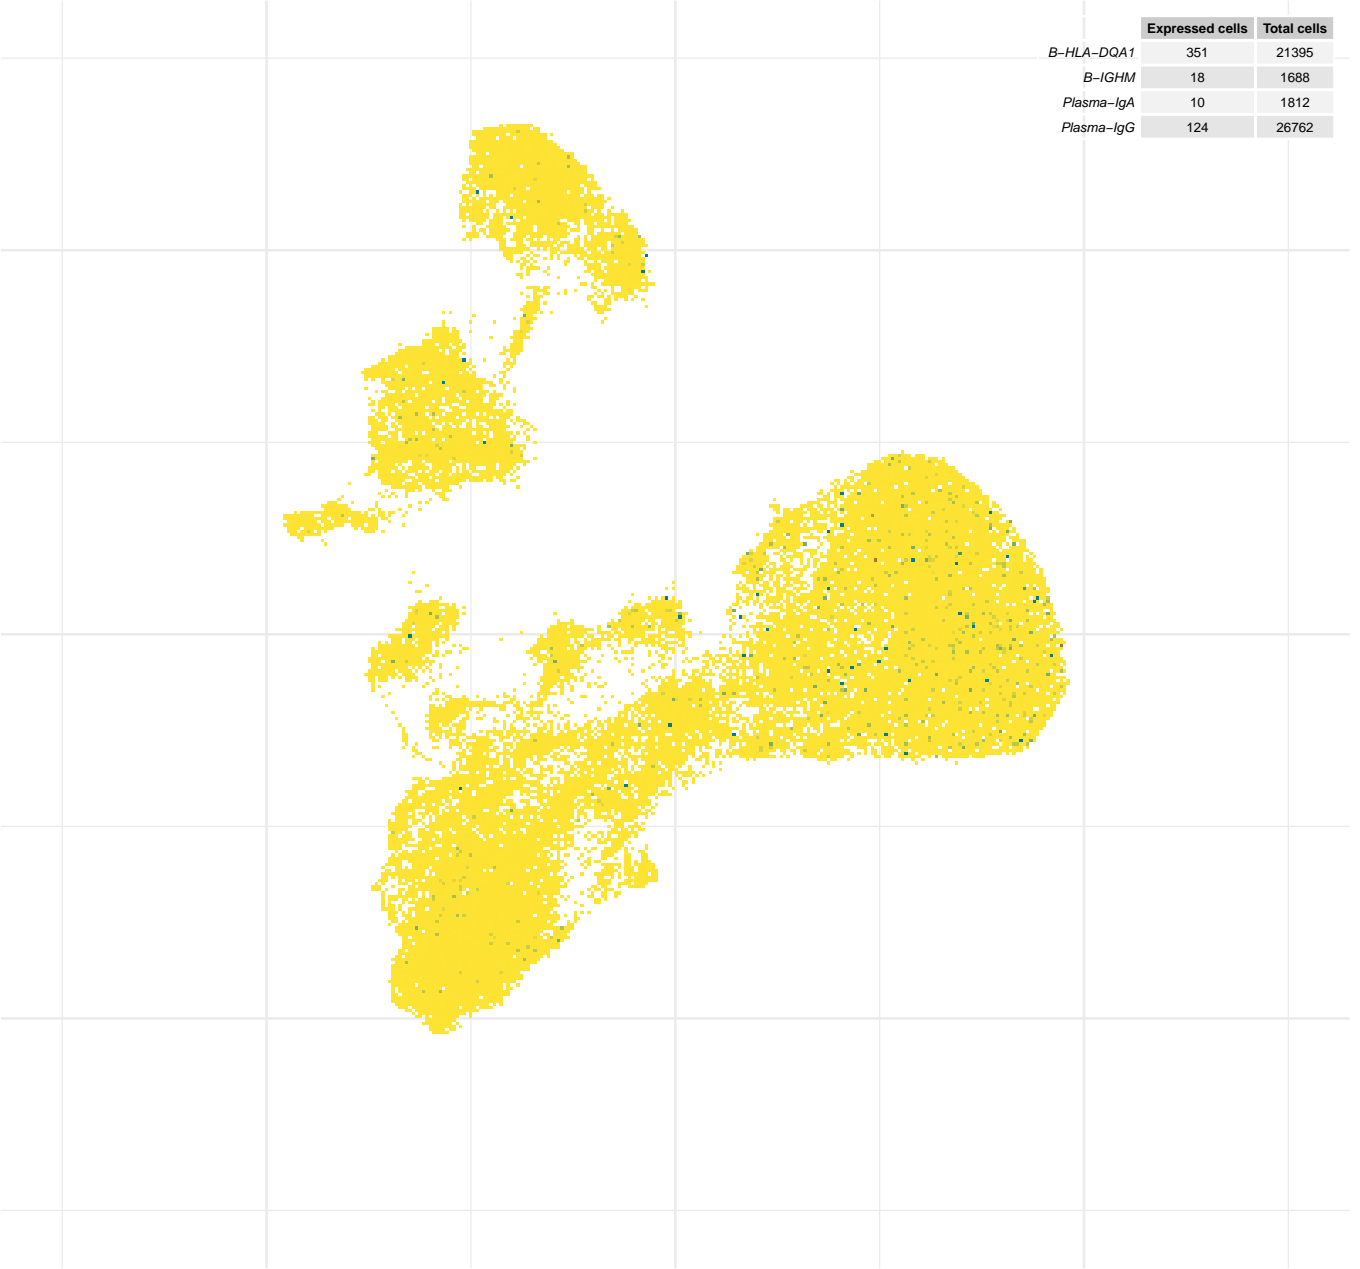 Expressed cells Total cells
B−HLA−DQA1 351 21395
B−IGHM 18 1688
Plasma−IgA 10 1812
Plasma−IgG 124 26762